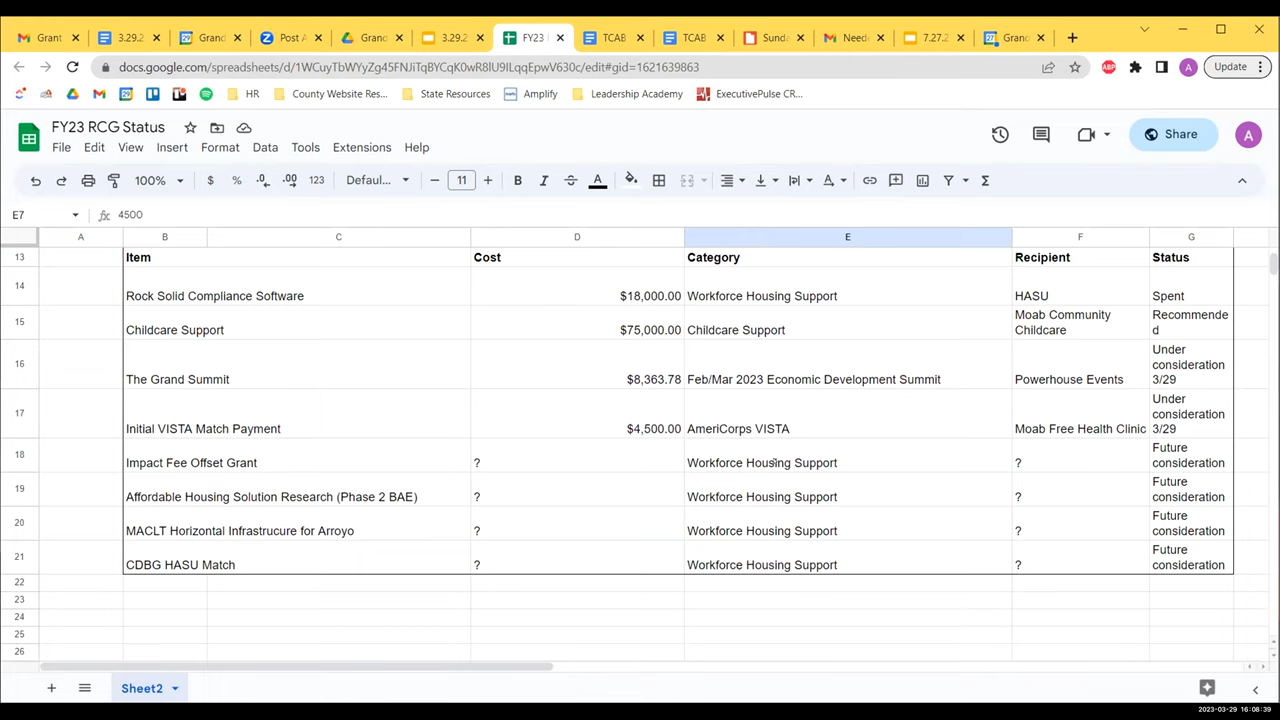 Grant
3.29.2
Grand
Post A
Grand
3.29.2
FY23
TCAB
TCAB
Sunda
Neede
7.27.2
Grand
docs.google.com/spreadsheets/d/1WCuyTbWYyZg45FNJiTqBYCqK0wR8lU9ILqqEpwV630c/edit#gid=1621639863
ABP
A
Update
HR
County Website Res...
State Resources
Amplify
Leadership Academy
ExecutivePulse CR...
FY23 RCG Status
File Edit View Insert Format Data Tools Extensions Help
Share
A
100% $ % .0 .00 123 Defaul... 11 B I A
E7 fx 4500
A B C D E F G
13 Item Cost Category Recipient Status
14 Rock Solid Compliance Software $18,000.00 Workforce Housing Support HASU Spent
15 Childcare Support $75,000.00 Childcare Support Moab Community
Childcare
Recommende
d
16 The Grand Summit $8,363.78 Feb/Mar 2023 Economic Development Summit Powerhouse Events
Under
consideration
3/29
17 Initial VISTA Match Payment $4,500.00 AmeriCorps VISTA Moab Free Health Clinic
Under
consideration
3/29
18 Impact Fee Offset Grant ? Workforce Housing Support ?
Future
consideration
19 Affordable Housing Solution Research (Phase 2 BAE) ? Workforce Housing Support ?
Future
consideration
20 MACLT Horizontal Infrastrucure for Arroyo ? Workforce Housing Support ?
Future
consideration
21 CDBG HASU Match ? Workforce Housing Support ?
Future
consideration
22
23
24
25
26
Sheet2
2023-03-29 16:08:39